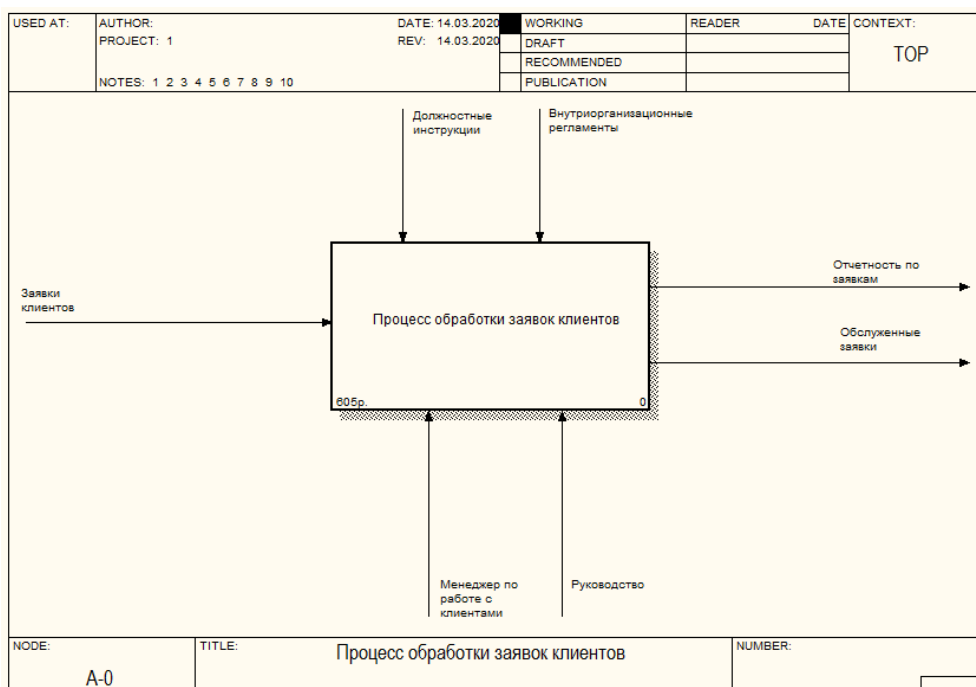 USED AT:
AUTHOR:
DATE: 14.03.2020
WORKING
READER
DATE
CONTEXT:
PROJECT: 1
REV: 14.03.2020
DRAFT
TOP
RECOMMENDED
NOTES: 1 2 3 4 5 6 7 8 9 10
PUBLICATION
Должностные
инструкции
Внутриорганизационные
регламенты
Отчетность по
заявкам
Заявки
клиентов
Процесс обработки заявок клиентов
Обслуженные
заявки
605р.
0
Менеджер по
работе с
клиентами
Руководство
NODE:
TITLE:
Процесс обработки заявок клиентов
NUMBER:
A-0